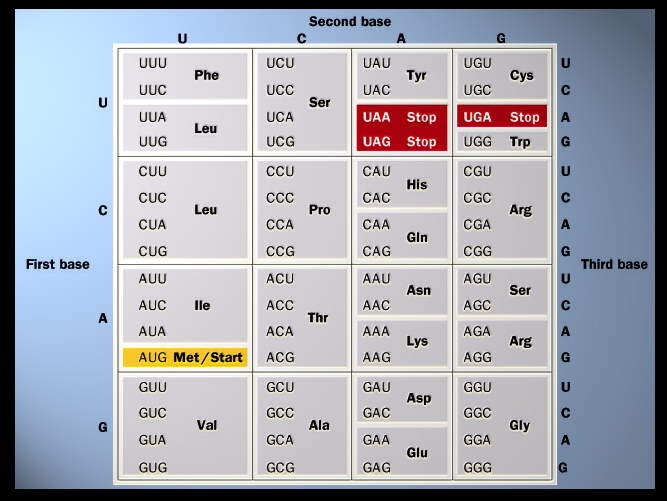 Second base
U C A G
UUU Phe UCU Ser UAU Tyr UGU Cys U
UUC UCC UAC UGC C
U
UUA Leu UCA UAA Stop UGA Stop A
UUG UCG UAG Stop UGG Trp G
CUU Leu CCU Pro CAU His CGU Arg U
C CUC CCC CAC CGC C
CUA CCA CAA Gln CGA A
CUG CCG CAG CGG G
First base
Third base
AUU Ile ACU Thr AAU Asn AGU Ser U
AUC ACC AAC AGC C
A
AUA ACA AAA Lys AGA Arg A
AUG Met/Start ACG AAG AGG G
GUU Val GCU Ala GAU Asp GGU Gly U
GUC GCC GAC GGC C
G
GUA GCA GAA Glu GGA A
GUG GCG GAG GGG G